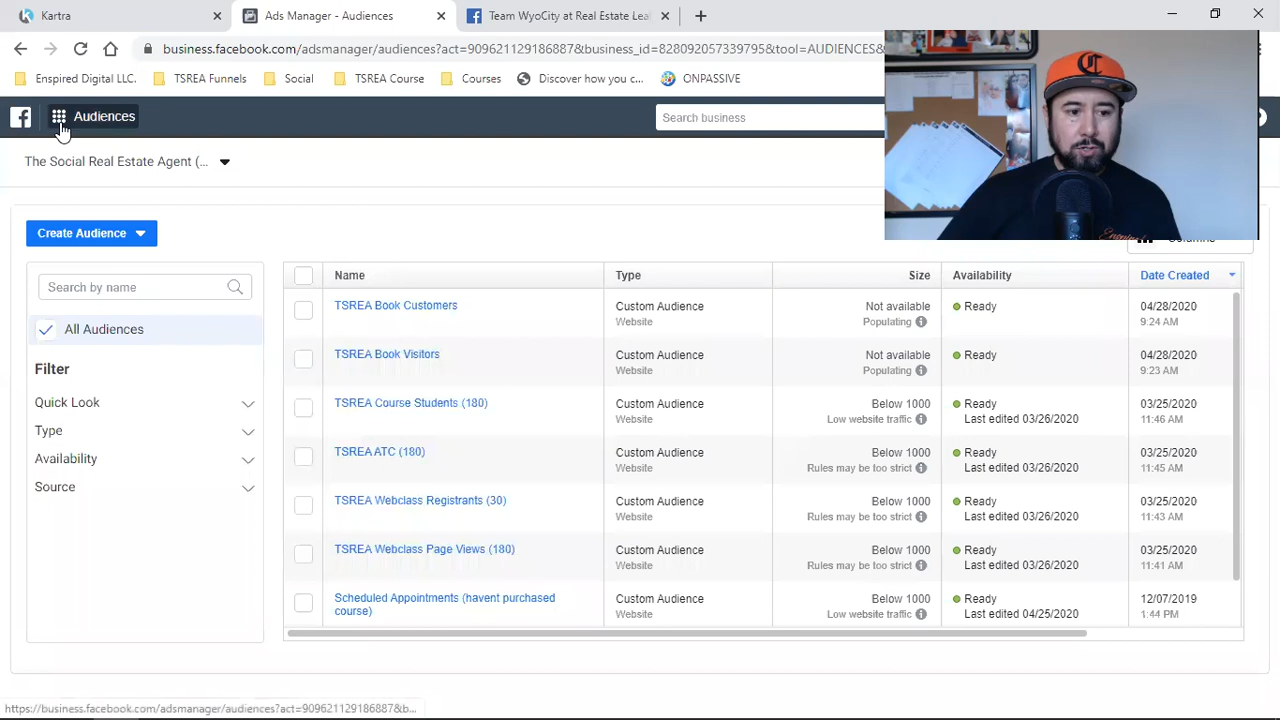 Kartra
Ads Manager - Audiences
Team WyoCity at Real Estate Lea
business.facebook.com/adsmanager/audiences?act=909621129186887&business_id=828092057339795&tool=AUDIENCES&
Enspired Digital LLC.
TSREA Funnels
Social
TSREA Course
Courses
Discover how you c...
ONPASSIVE
Audiences
Search business
The Social Real Estate Agent (...
Create Audience
Columns
Search by name
All Audiences
Filter
Quick Look
Type
Availability
Source
Name Type Size Availability Date Created
TSREA Book Customers Custom Audience Not available Ready 04/28/2020
Website Populating 9:24 AM
TSREA Book Visitors Custom Audience Not available Ready 04/28/2020
Website Populating 9:23 AM
TSREA Course Students (180) Custom Audience Below 1000 Ready 03/25/2020
Website Low website traffic Last edited 03/26/2020 11:46 AM
TSREA ATC (180) Custom Audience Below 1000 Ready 03/25/2020
Website Rules may be too strict Last edited 03/26/2020 11:45 AM
TSREA Webclass Registrants (30) Custom Audience Below 1000 Ready 03/25/2020
Website Rules may be too strict Last edited 03/26/2020 11:43 AM
TSREA Webclass Page Views (180) Custom Audience Below 1000 Ready 03/25/2020
Website Rules may be too strict Last edited 03/26/2020 11:41 AM
Scheduled Appointments (havent purchased Custom Audience Below 1000 Ready 12/07/2019
course) Website Low website traffic Last edited 04/25/2020 1:44 PM
https://business.facebook.com/adsmanager/audiences?act=909621129186887&b...